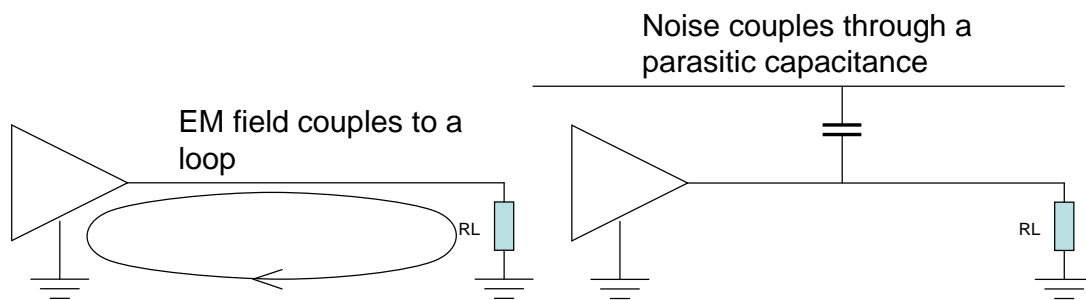 Noise couples through a
parasitic capacitance
EM field couples to a
loop
RL
RL